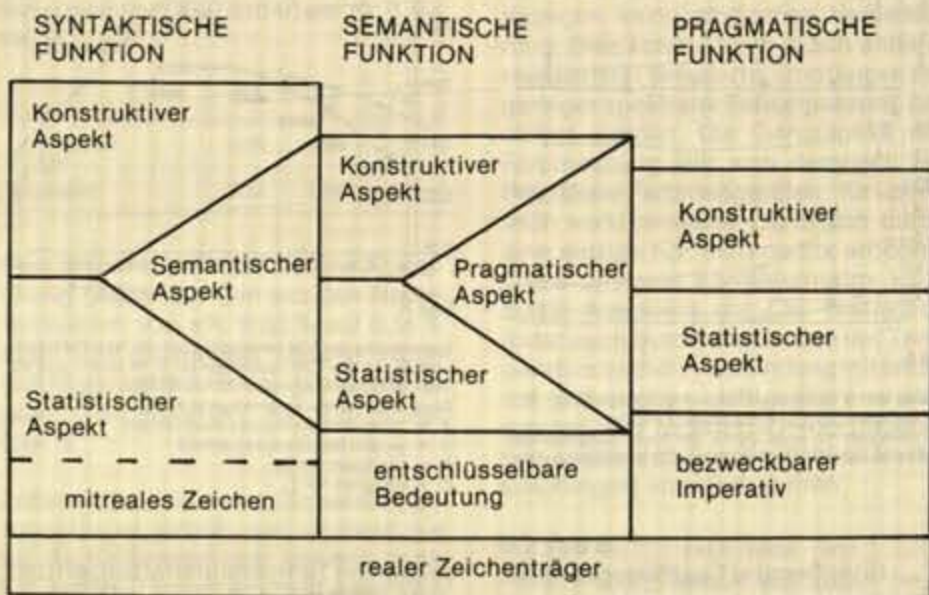 SYNTAKTISCHE
FUNKTION
SEMANTISCHE
FUNKTION
PRAGMATISCHE
FUNKTION
Konstruktiver
Aspekt
Semantischer
Aspekt
Statistischer
Aspekt
mitreales Zeichen
Konstruktiver
Aspekt
Pragmatischer
Aspekt
Statistischer
Aspekt
entschlüsselbare
Bedeutung
Konstruktiver
Aspekt
Statistischer
Aspekt
bezweckbarer
Imperativ
realer Zeichenträger